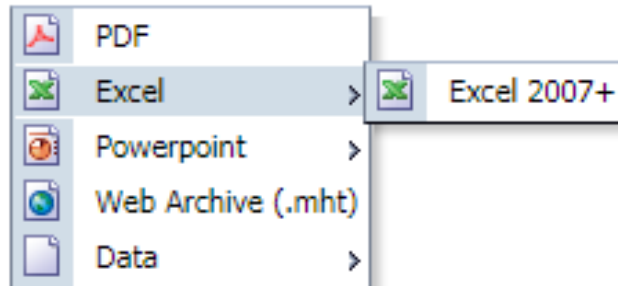 PDF
Excel
Excel 2007+
Powerpoint
Web Archive (.mht)
Data